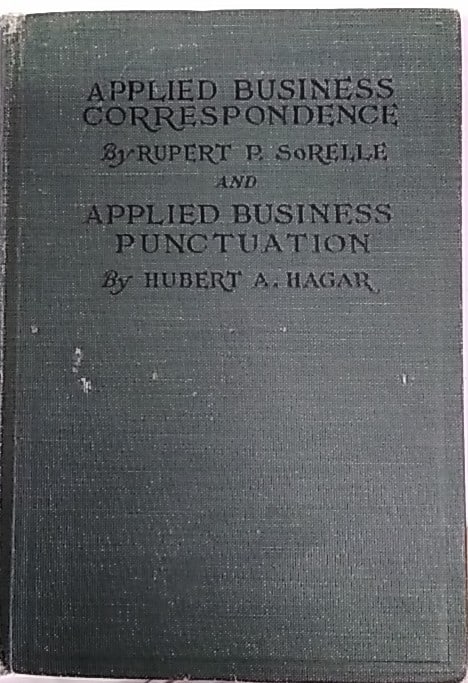 APPLIED BUSINESS
CORRESPONDENCE
By RUPERT P. SoRELLE
AND
APPLIED BUSINESS
PUNCTUATION
By HUBERT A. HAGAR